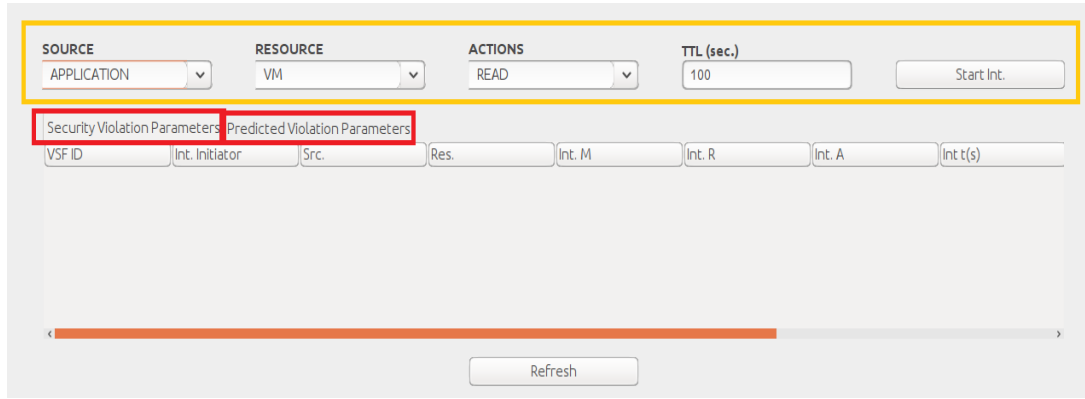 SOURCE RESOURCE ACTIONS TTL (sec.)
APPLICATION VM READ 100 Start Int.
Security Violation Parameters Predicted Violation Parameters
VSF ID Int. Initiator Src. Res. Int. M Int. R Int. A Int t(s)
Refresh